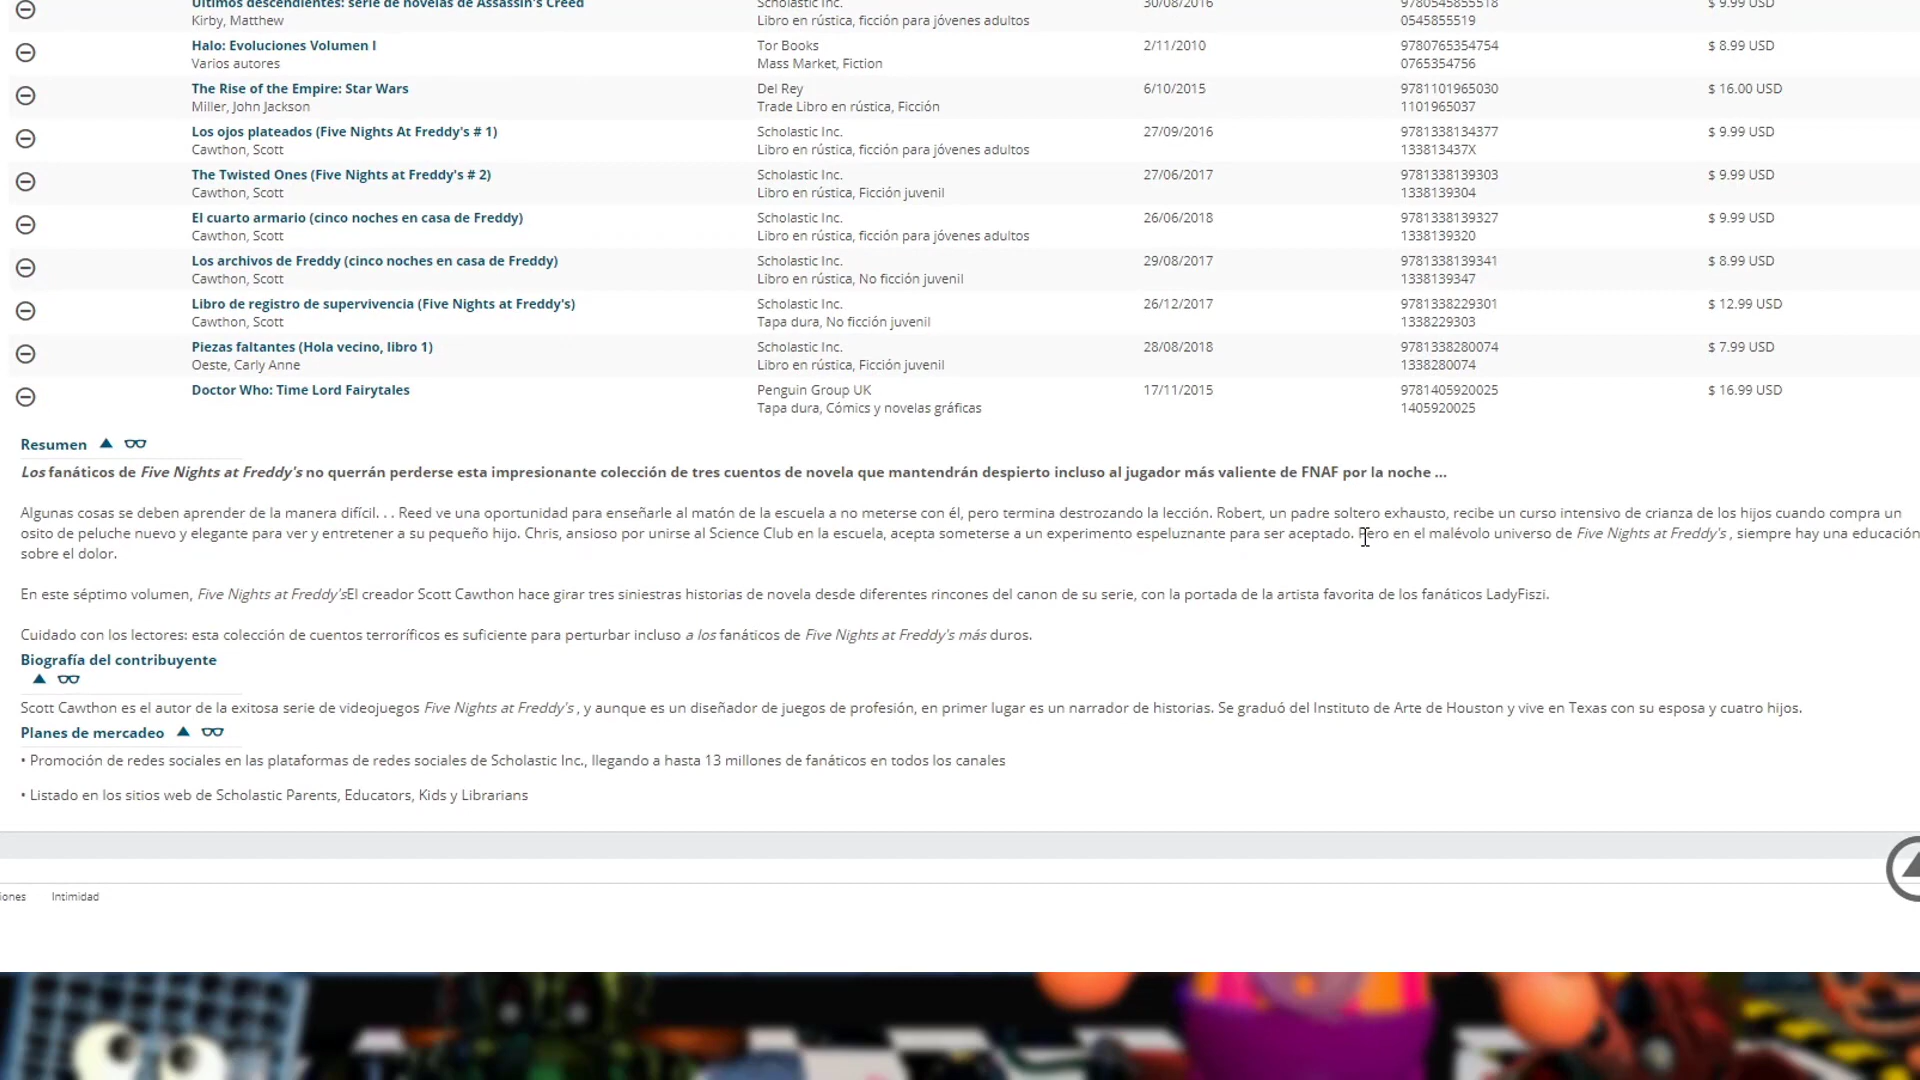 Últimos descendientes: serie de novelas de Assassin's Creed Scholastic Inc. 30/08/2016 9780545855518 $ 9.99 USD
Kirby, Matthew Libro en rústica, ficción para jóvenes adultos 0545855519
Halo: Evoluciones Volumen I Tor Books 2/11/2010 9780765354754 $ 8.99 USD
Varios autores Mass Market, Fiction 0765354756
The Rise of the Empire: Star Wars Del Rey 6/10/2015 9781101965030 $ 16.00 USD
Miller, John Jackson Trade Libro en rústica, Ficción 1101965037
Los ojos plateados (Five Nights At Freddy's # 1) Scholastic Inc. 27/09/2016 9781338134377 $ 9.99 USD
Cawthon, Scott Libro en rústica, ficción para jóvenes adultos 133813437X
The Twisted Ones (Five Nights at Freddy's # 2) Scholastic Inc. 27/06/2017 9781338139303 $ 9.99 USD
Cawthon, Scott Libro en rústica, Ficción juvenil 1338139304
El cuarto armario (cinco noches en casa de Freddy) Scholastic Inc. 26/06/2018 9781338139327 $ 9.99 USD
Cawthon, Scott Libro en rústica, ficción para jóvenes adultos 1338139320
Los archivos de Freddy (cinco noches en casa de Freddy) Scholastic Inc. 29/08/2017 9781338139341 $ 8.99 USD
Cawthon, Scott Libro en rústica, No ficción juvenil 1338139347
Libro de registro de supervivencia (Five Nights at Freddy's) Scholastic Inc. 26/12/2017 9781338229301 $ 12.99 USD
Cawthon, Scott Tapa dura, No ficción juvenil 1338229303
Piezas faltantes (Hola vecino, libro 1) Scholastic Inc. 28/08/2018 9781338280074 $ 7.99 USD
Oeste, Carly Anne Libro en rústica, Ficción juvenil 1338280074
Doctor Who: Time Lord Fairytales Penguin Group UK 17/11/2015 9781405920025 $ 16.99 USD
Tapa dura, Cómics y novelas gráficas 1405920025
Resumen
Los fanáticos de Five Nights at Freddy's no querrán perderse esta impresionante colección de tres cuentos de novela que mantendrán despierto incluso al jugador más valiente de FNAF por la noche ...
Algunas cosas se deben aprender de la manera difícil. . . Reed ve una oportunidad para enseñarle al matón de la escuela a no meterse con él, pero termina destrozando la lección. Robert, un padre soltero exhausto, recibe un curso intensivo de crianza de los hijos cuando compra un
osito de peluche nuevo y elegante para ver y entretener a su pequeño hijo. Chris, ansioso por unirse al Science Club en la escuela, acepta someterse a un experimento espeluznante para ser aceptado. Pero en el malévolo universo de Five Nights at Freddy's , siempre hay una educación
sobre el dolor.
En este séptimo volumen, Five Nights at Freddy'sEl creador Scott Cawthon hace girar tres siniestras historias de novela desde diferentes rincones del canon de su serie, con la portada de la artista favorita de los fanáticos LadyFiszi.
Cuidado con los lectores: esta colección de cuentos terroríficos es suficiente para perturbar incluso a los fanáticos de Five Nights at Freddy's más duros.
Biografía del contribuyente
Scott Cawthon es el autor de la exitosa serie de videojuegos Five Nights at Freddy's , y aunque es un diseñador de juegos de profesión, en primer lugar es un narrador de historias. Se graduó del Instituto de Arte de Houston y vive en Texas con su esposa y cuatro hijos.
Planes de mercadeo
• Promoción de redes sociales en las plataformas de redes sociales de Scholastic Inc., llegando a hasta 13 millones de fanáticos en todos los canales
• Listado en los sitios web de Scholastic Parents, Educators, Kids y Librarians
iones Intimidad